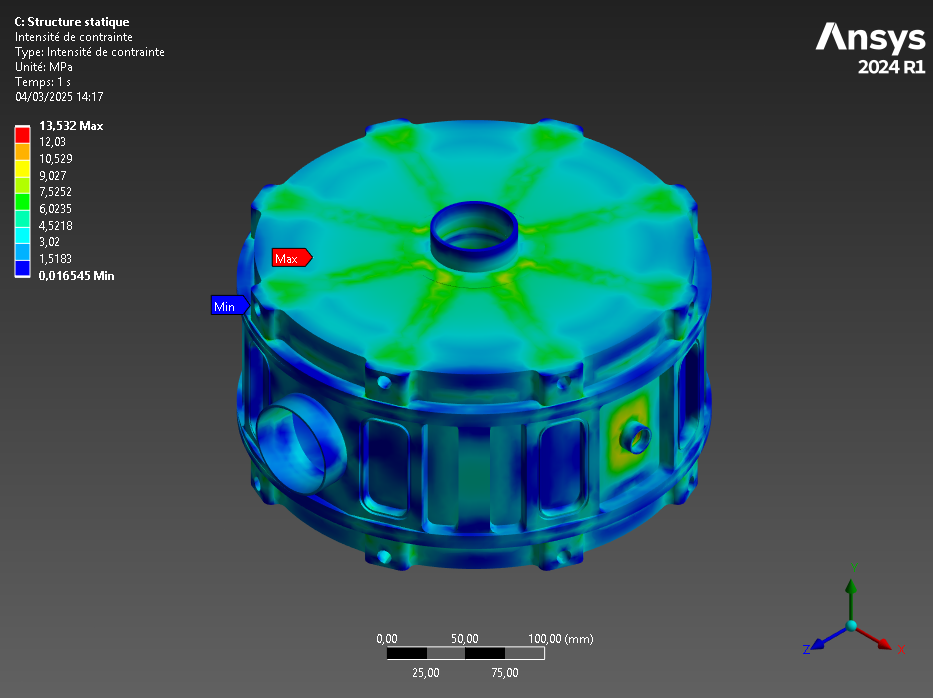 C: Structure statique
Intensité de contrainte
Type: Intensité de contrainte
Unité: MPa
Temps: 1 s
04/03/2025 14:17
Ansys
2024 R1
13,532 Max
12,03
10,529
9,027
7,5252
6,0235
4,5218
3,02
1,5183
0,016545 Min
Max
Min
0,00 50,00 100,00 (mm)
25,00 75,00
Y
Z X